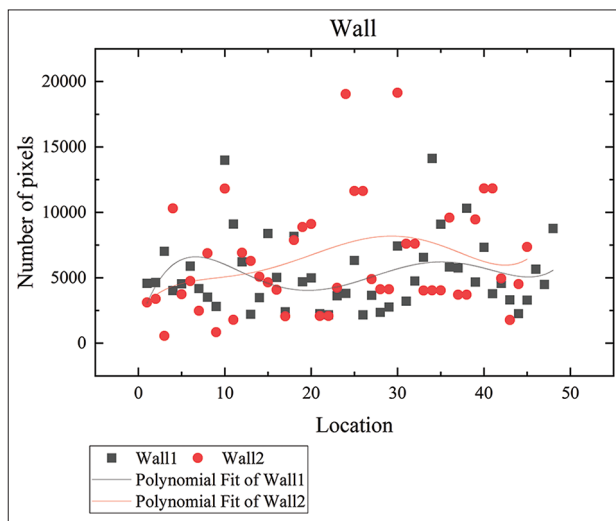 Wall
20000
15000
10000
5000
0
Number of pixels
0 10 20 30 40 50
Location
Wall1 Wall2
Polynomial Fit of Wall1
Polynomial Fit of Wall2